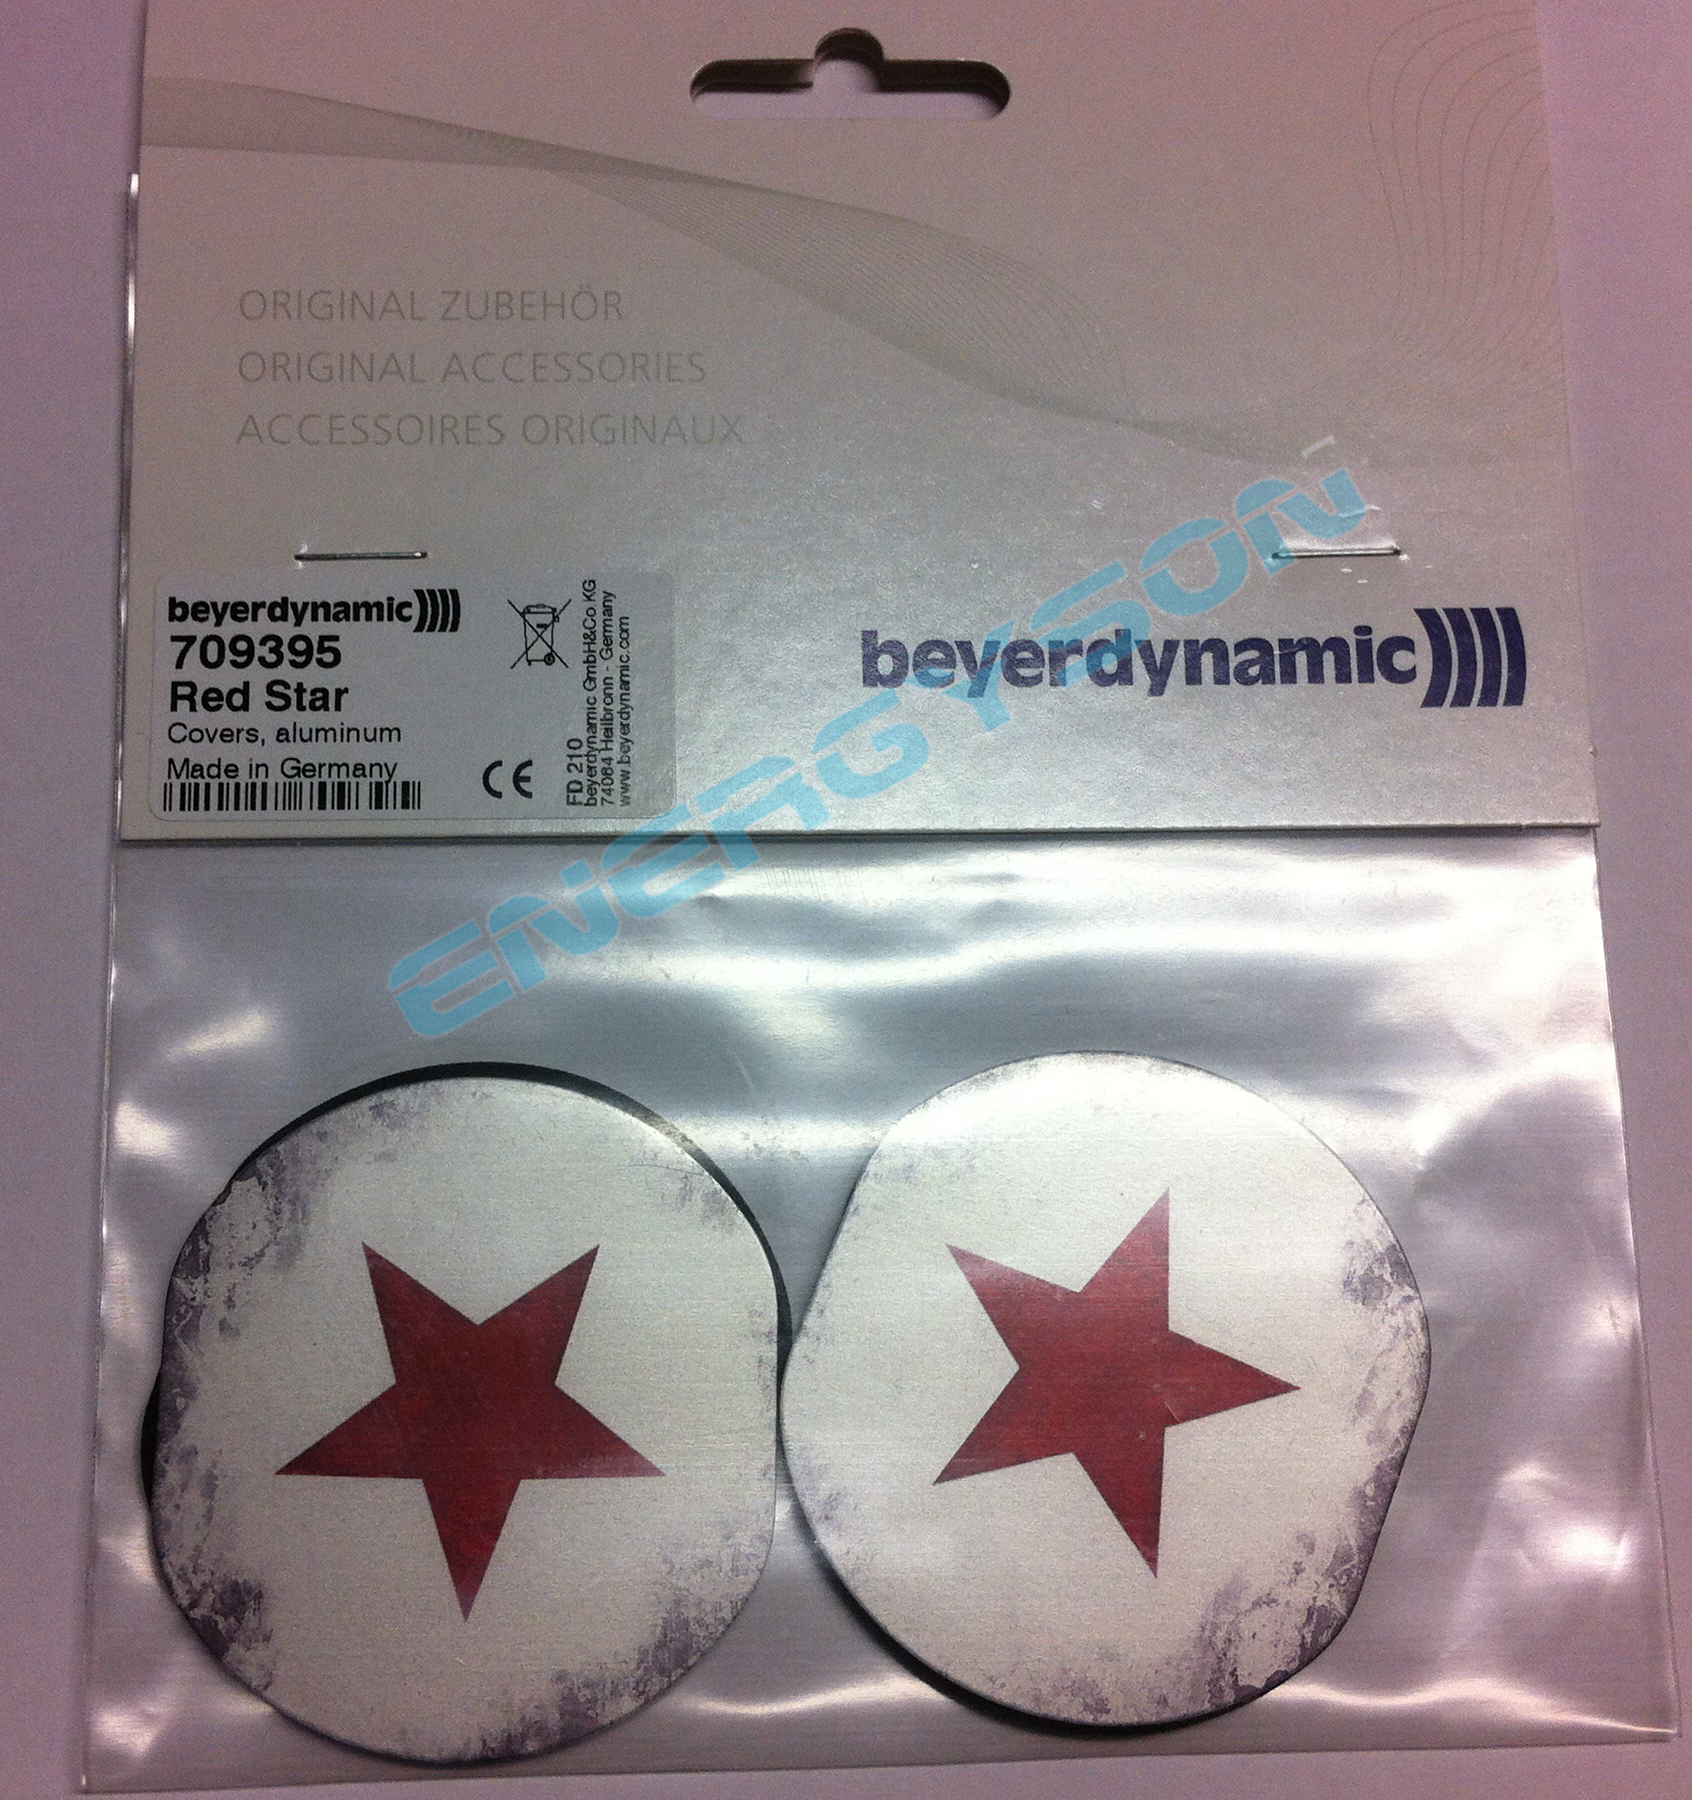 ORIGINAL ZUBEHÖR
ORIGINAL ACCESSORIES
ACCESSOIRES ORIGINAUX
beyerdynamic
709395
Red Star
Covers, aluminum
Made in Germany
CE
FD 210
beyerdynamic GmbH&Co.KG
74064 Heilbronn - Germany
www.beyerdynamic.com
beyerdynamic
ENERGYSON